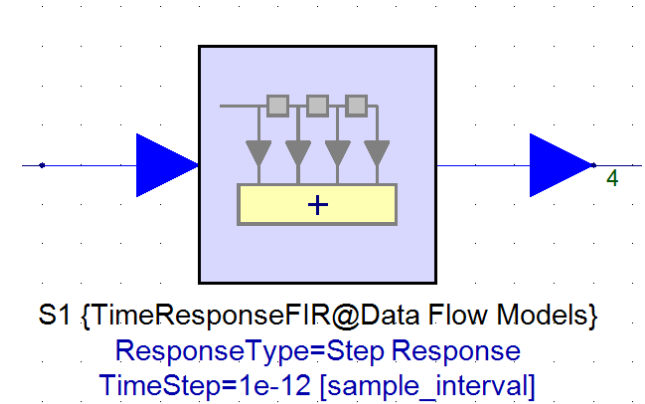 +
4
S1 {TimeResponseFIR@Data Flow Models}
ResponseType=Step Response
TimeStep=1e-12 [sample_interval]